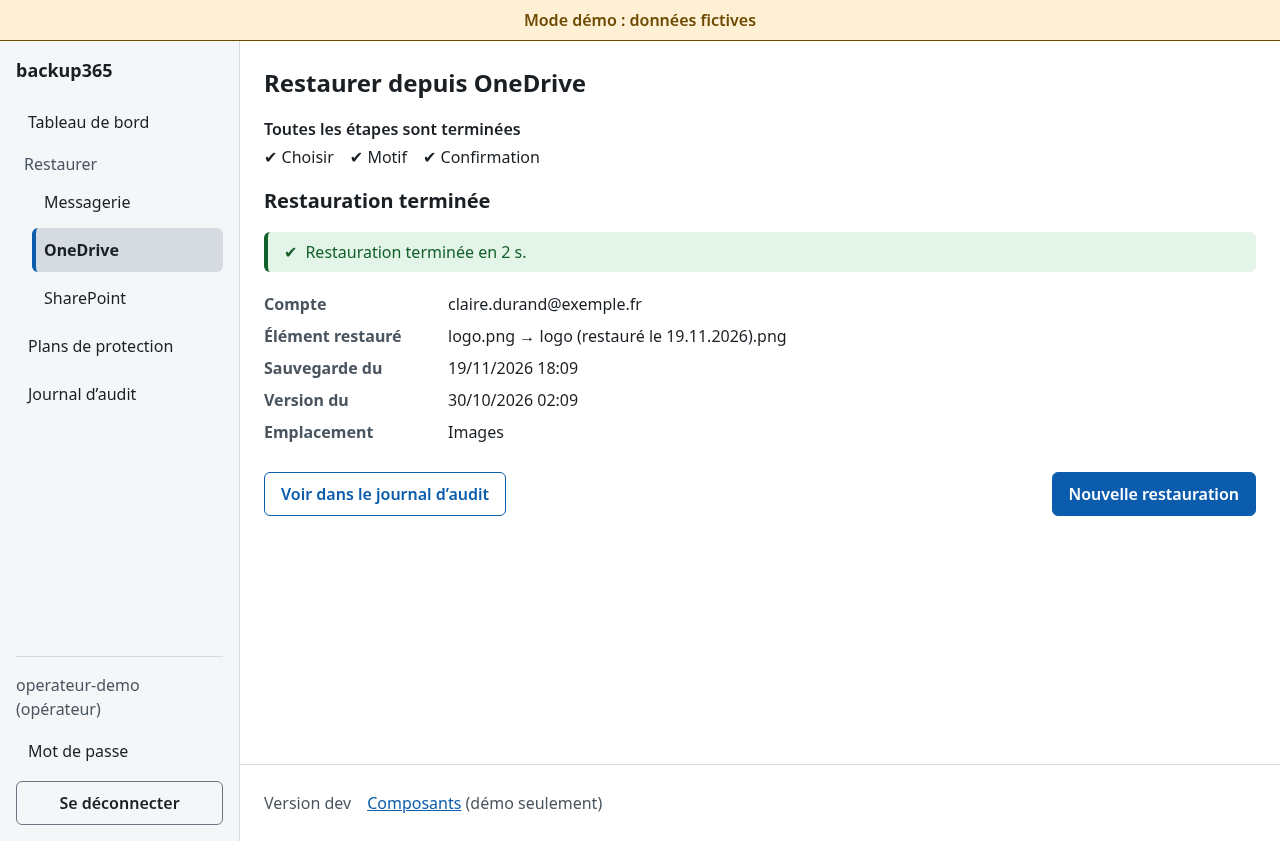 Mode démo : données fictives
backup365
Tableau de bord
Restaurer
Messagerie
OneDrive
SharePoint
Plans de protection
Journal d’audit
operateur-demo
(opérateur)
Mot de passe
Se déconnecter
Restaurer depuis OneDrive
Toutes les étapes sont terminées
✔ Choisir ✔ Motif ✔ Confirmation
Restauration terminée
✔ Restauration terminée en 2 s.
Compte claire.durand@exemple.fr
Élément restauré logo.png → logo (restauré le 19.11.2026).png
Sauvegarde du 19/11/2026 18:09
Version du 30/10/2026 02:09
Emplacement Images
Voir dans le journal d’audit
Nouvelle restauration
Version dev Composants (démo seulement)